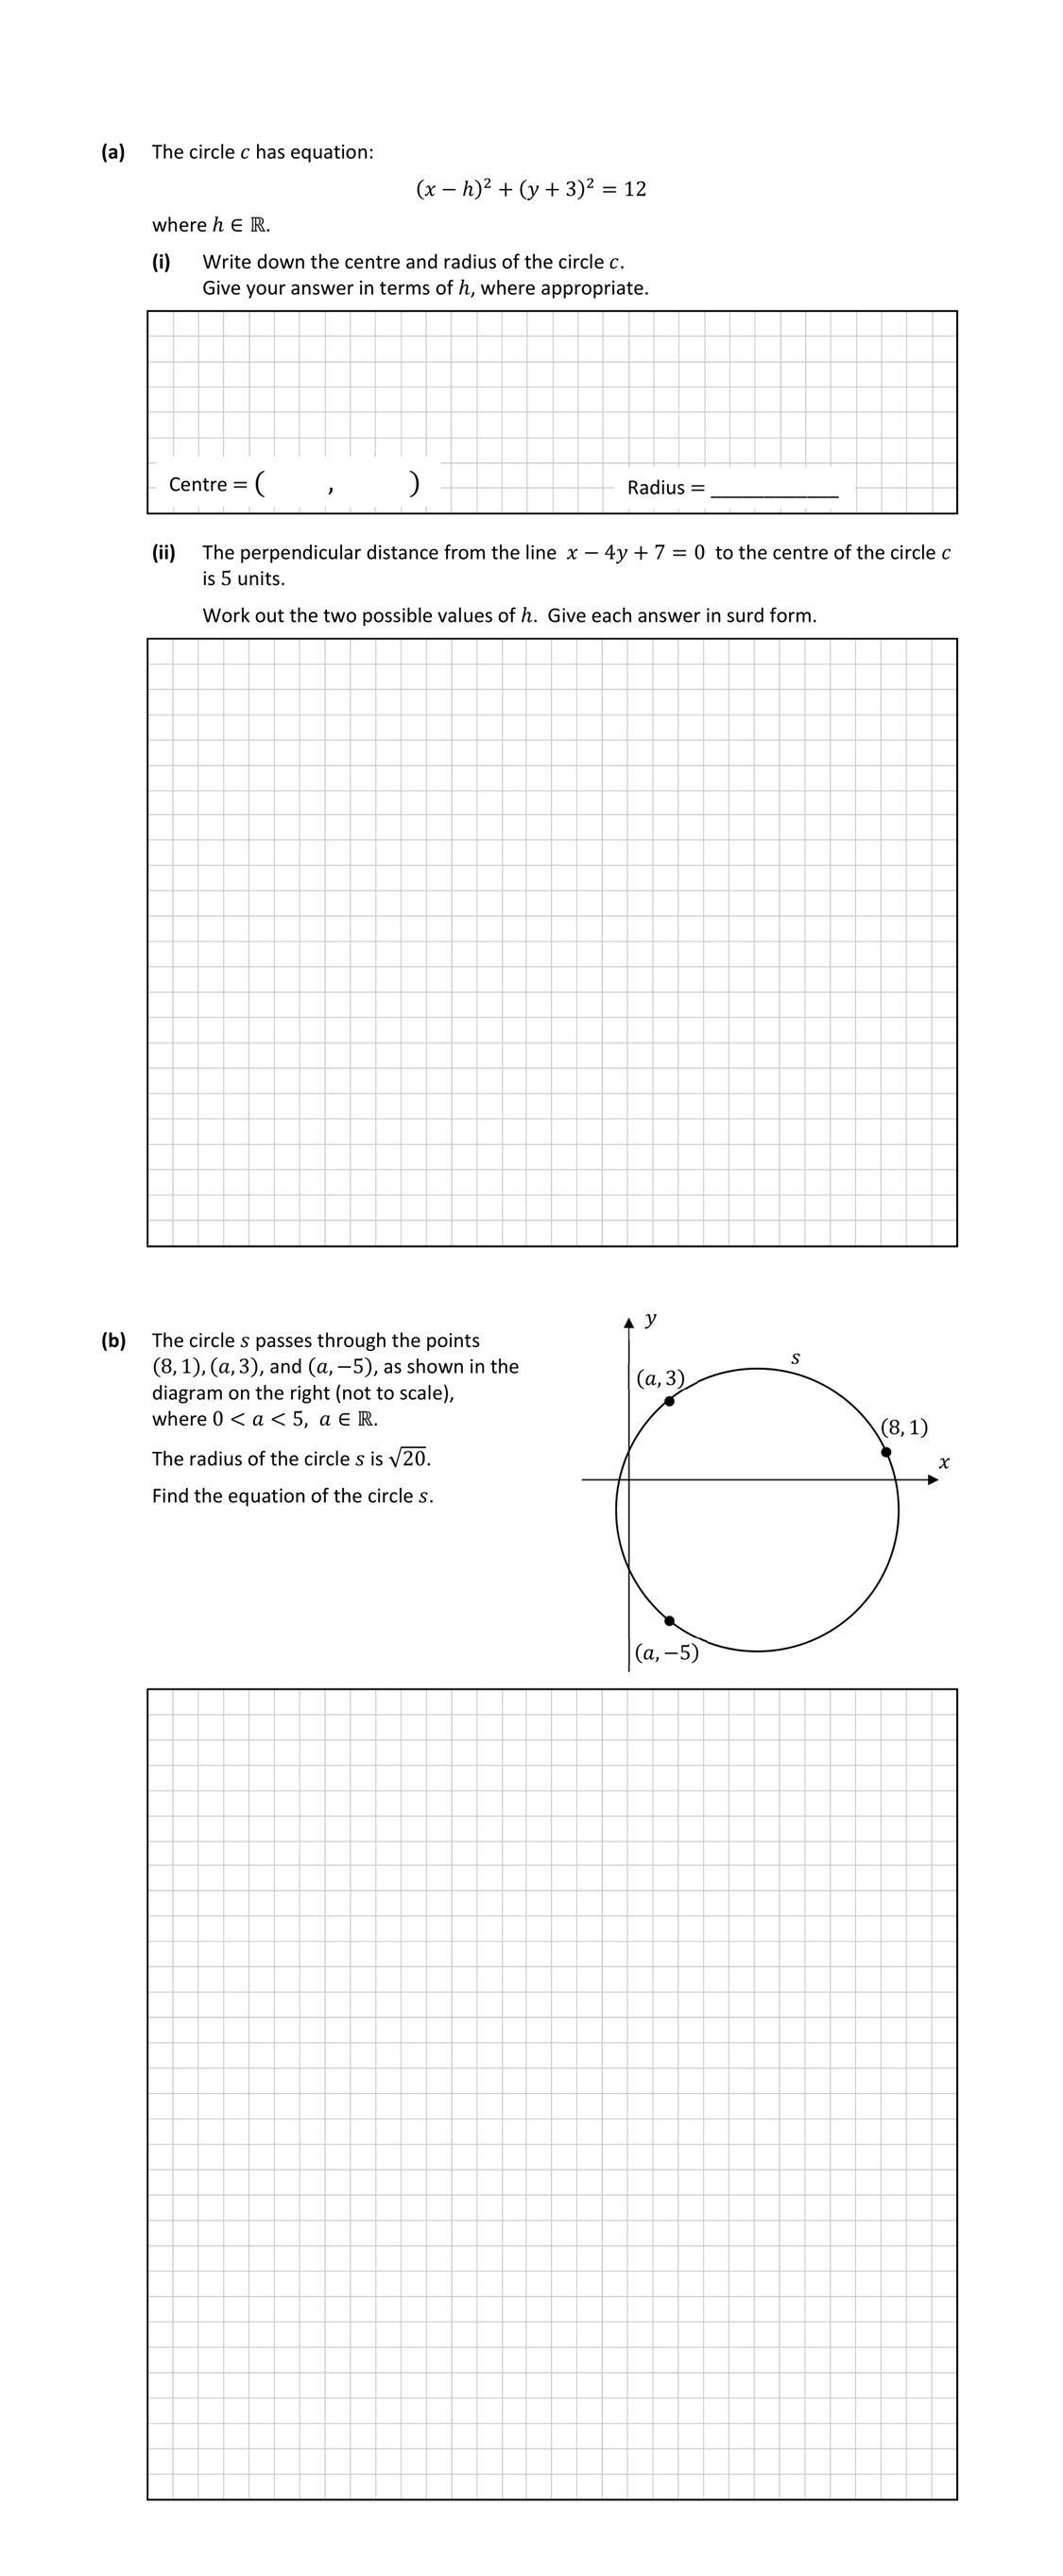 (a) The circle c has equation:
(x − h)² + (y + 3)² = 12
where h ∈ ℝ.
(i) Write down the centre and radius of the circle c.
Give your answer in terms of h, where appropriate.
Centre = ( , ) Radius = ____________
(ii) The perpendicular distance from the line x − 4y + 7 = 0 to the centre of the circle c
is 5 units.
Work out the two possible values of h. Give each answer in surd form.
(b) The circle s passes through the points
(8, 1), (a, 3), and (a, −5), as shown in the
diagram on the right (not to scale),
where 0 < a < 5, a ∈ ℝ.
The radius of the circle s is √20.
Find the equation of the circle s.
y
s
(a, 3)
(8, 1)
x
(a, −5)